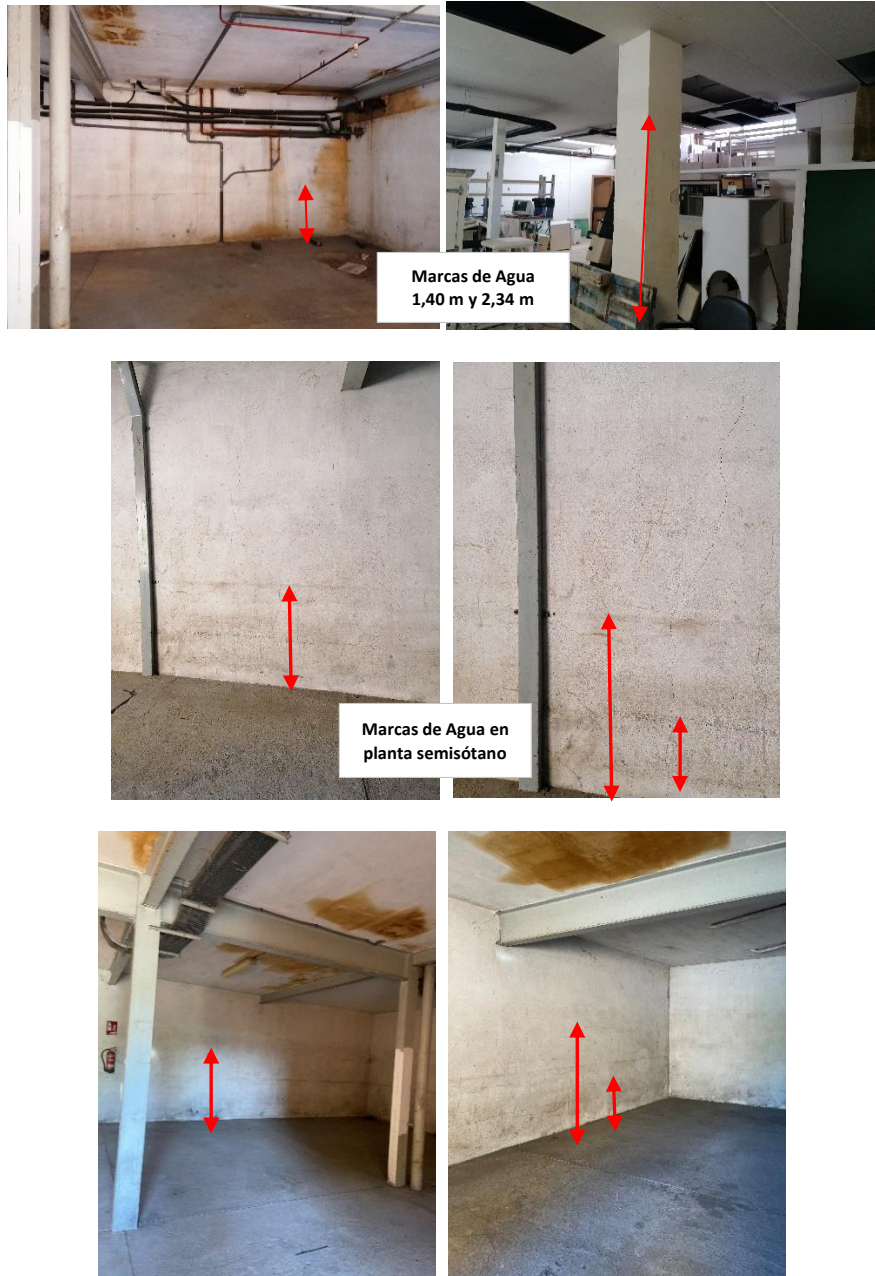 Marcas de Agua
1,40 m y 2,34 m
Marcas de Agua en
planta semisótano